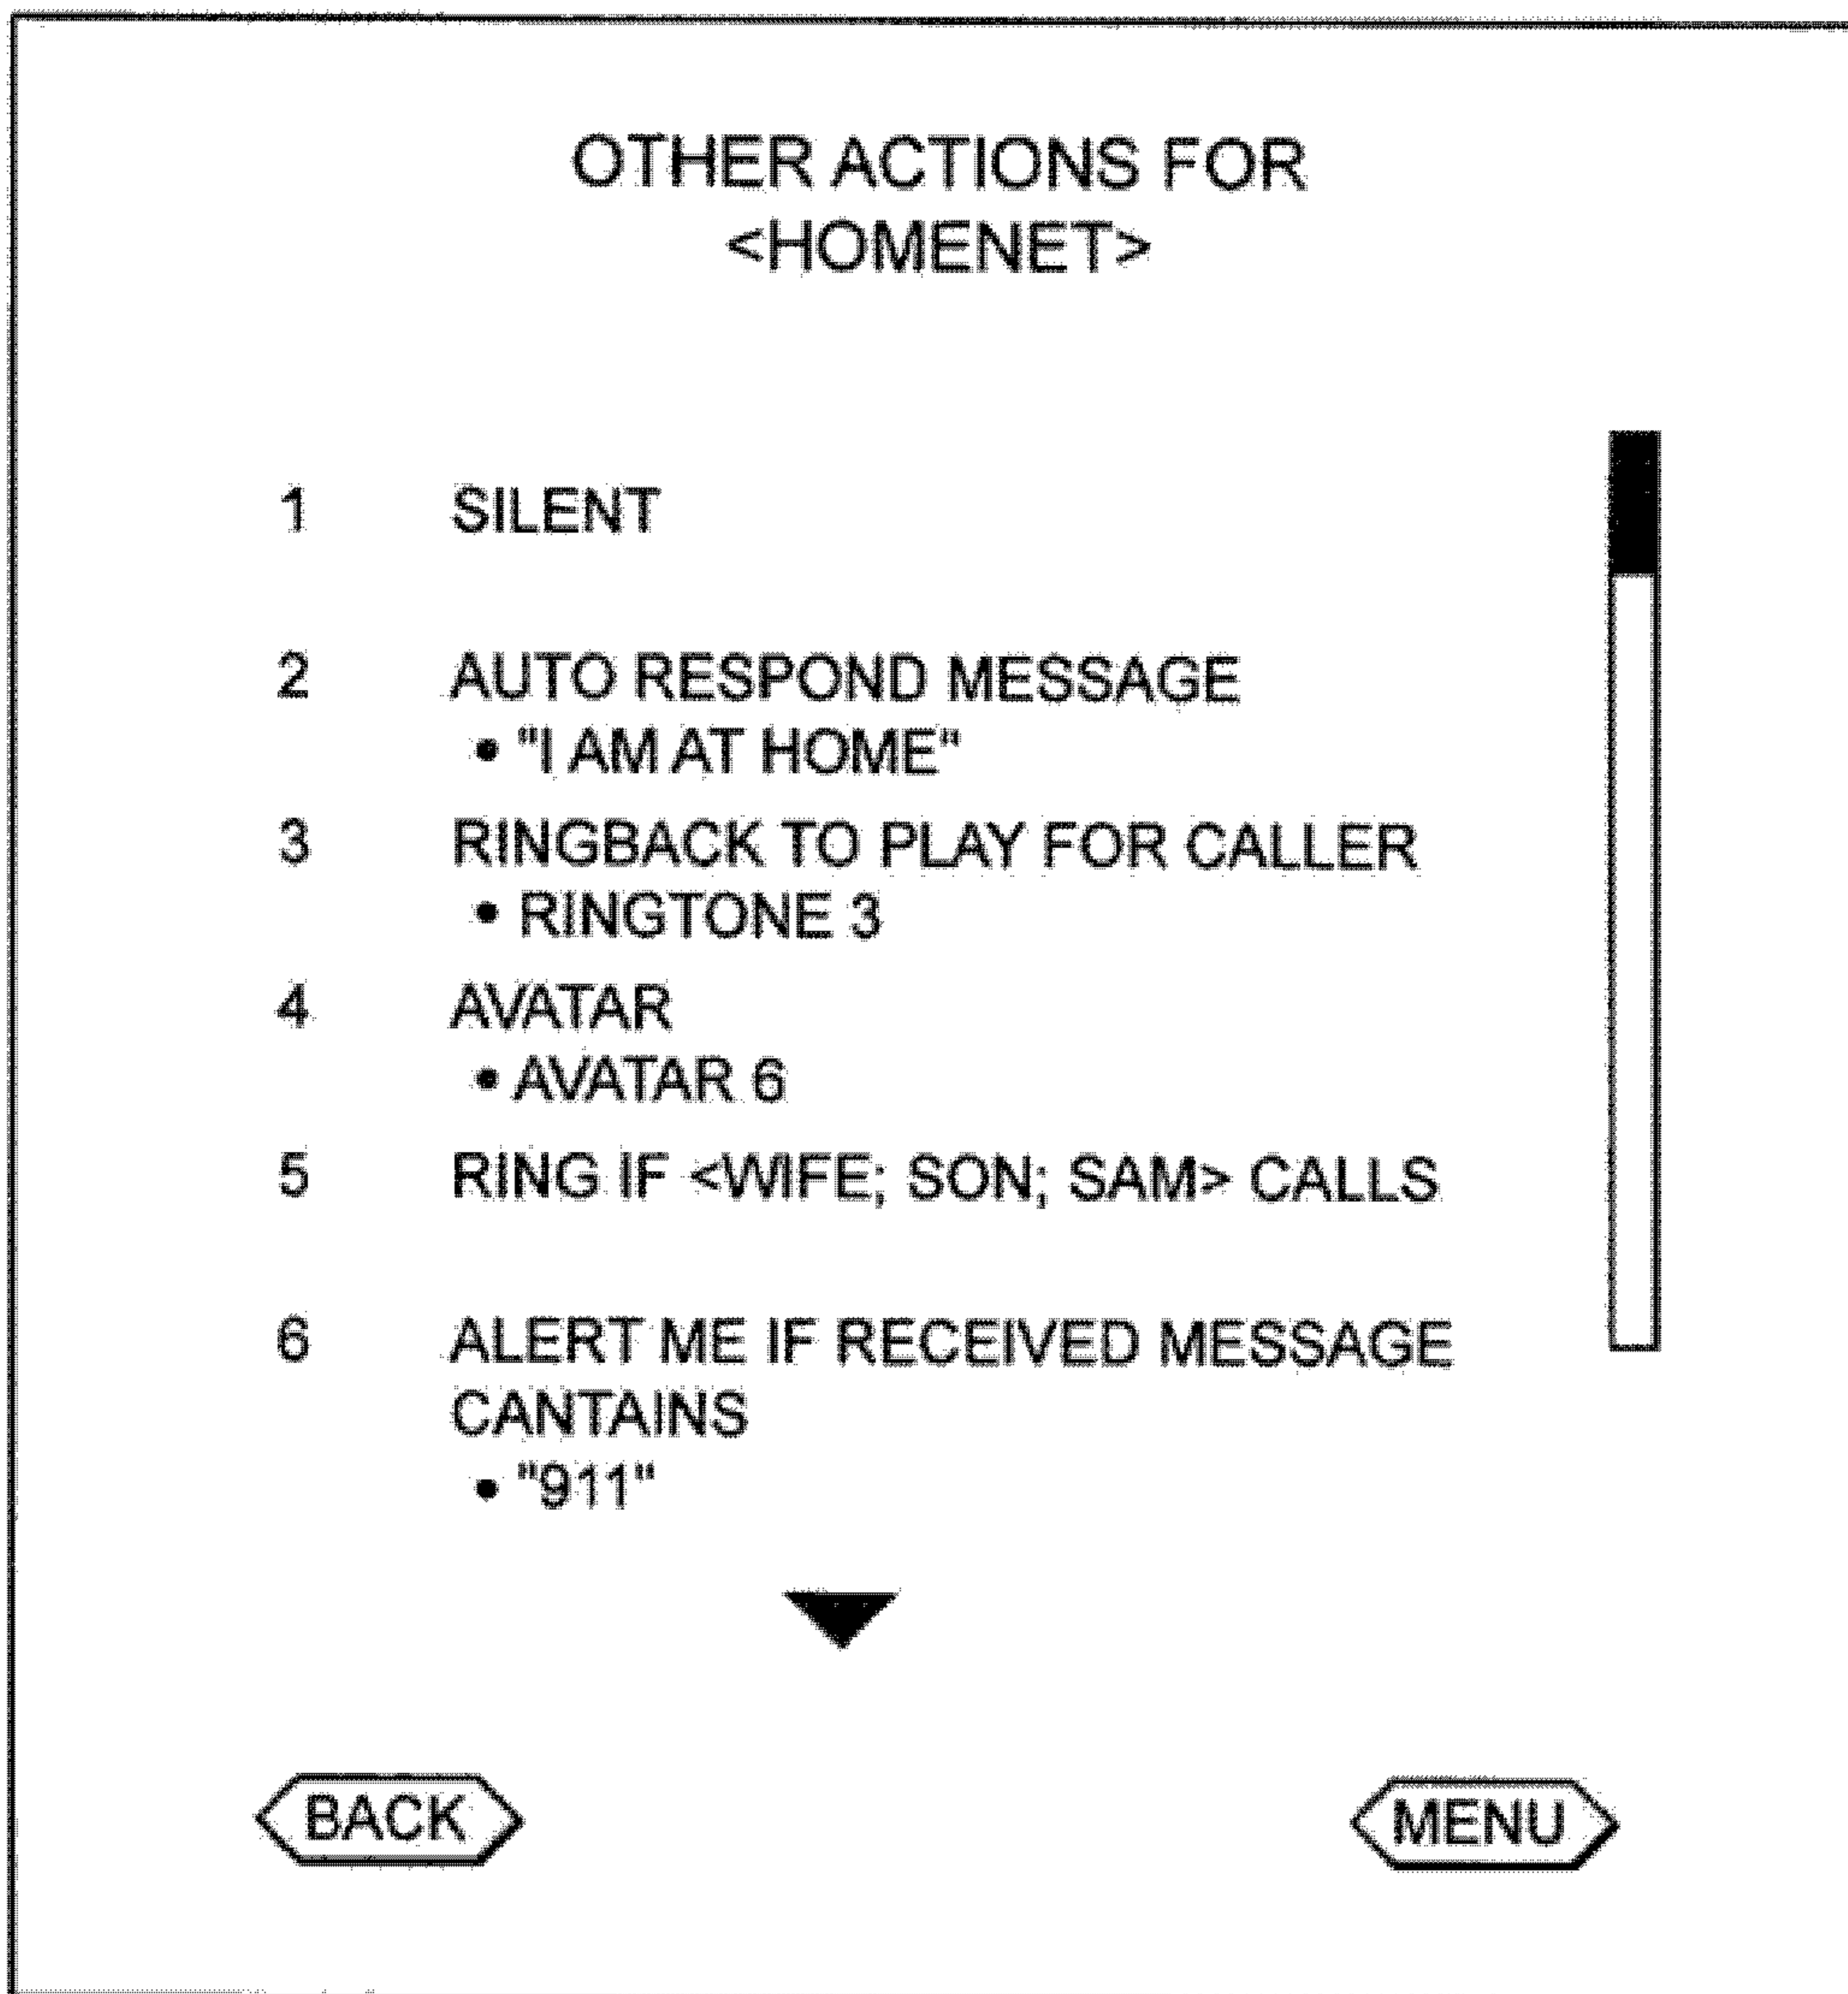 OTHER ACTIONS FOR
<HOMENET>
1 SILENT
2 AUTO RESPOND MESSAGE
• "I AM AT HOME"
3 RINGBACK TO PLAY FOR CALLER
• RINGTONE 3
4 AVATAR
• AVATAR 6
5 RING IF <WIFE; SON; SAM> CALLS
6 ALERT ME IF RECEIVED MESSAGE
CANTAINS
• "911"
BACK
MENU